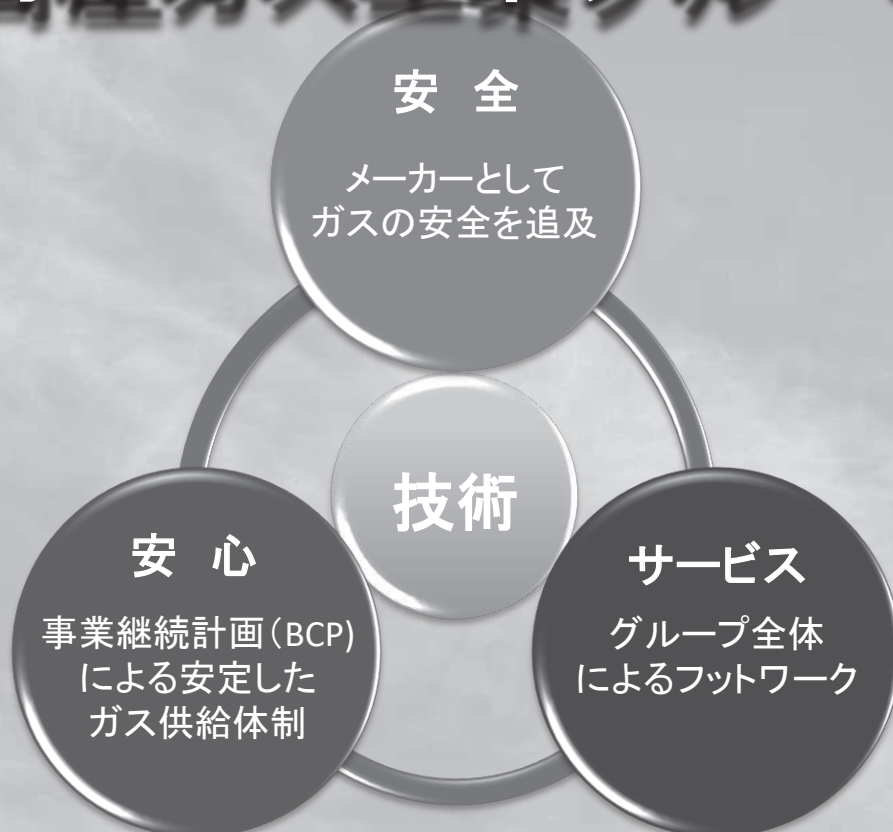 安 全
メーカーとして
ガスの安全を追及
技術
安 心
事業継続計画(BCP)
による安定した
ガス供給体制
サービス
グループ全体
によるフットワーク